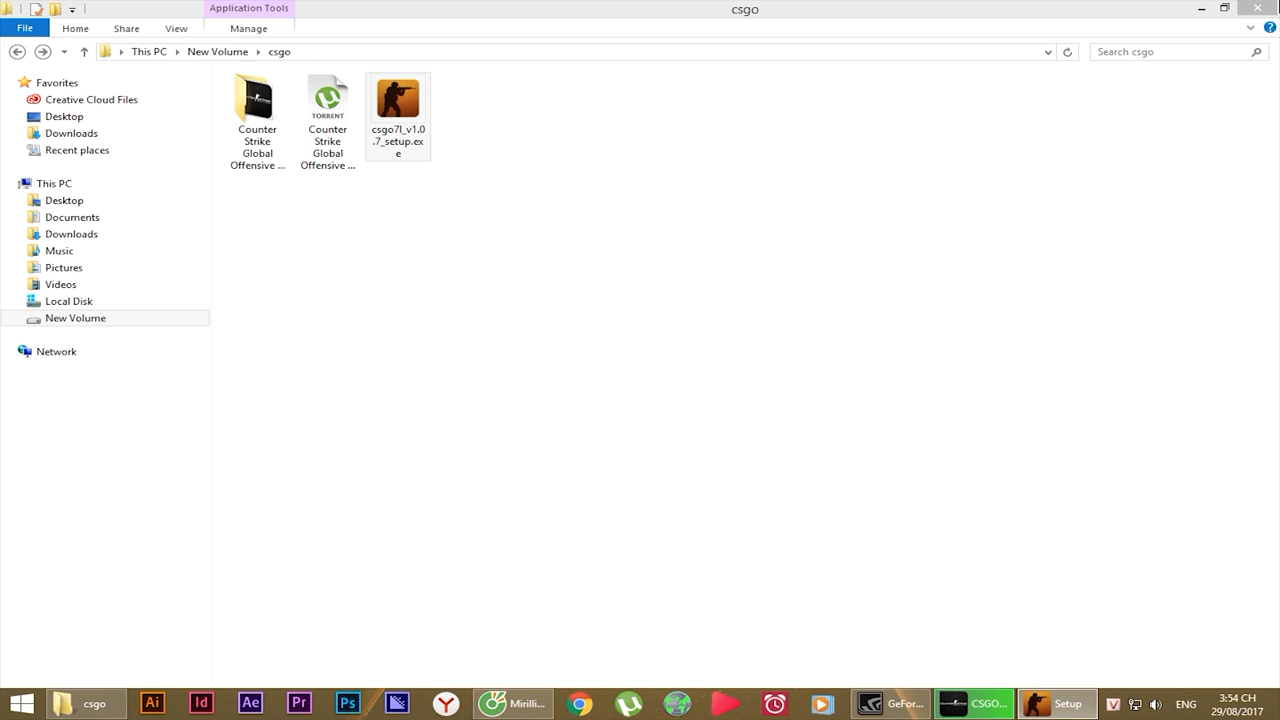 Application Tools
csgo
File
Home
Share
View
Manage
This PC
New Volume
csgo
Search csgo
Favorites
Creative Cloud Files
Desktop
Downloads
Recent places
This PC
Desktop
Documents
Downloads
Music
Pictures
Videos
Local Disk
New Volume
Network
Counter
Strike
Global
Offensive ...
TORRENT
Counter
Strike
Global
Offensive ...
csgo7l_v1.0
.7_setup.ex
e
csgo
Ai
Id
Ae
Pr
Ps
Mirilli...
GeFor...
CSGO...
Setup
V
ENG
3:54 CH
29/08/2017